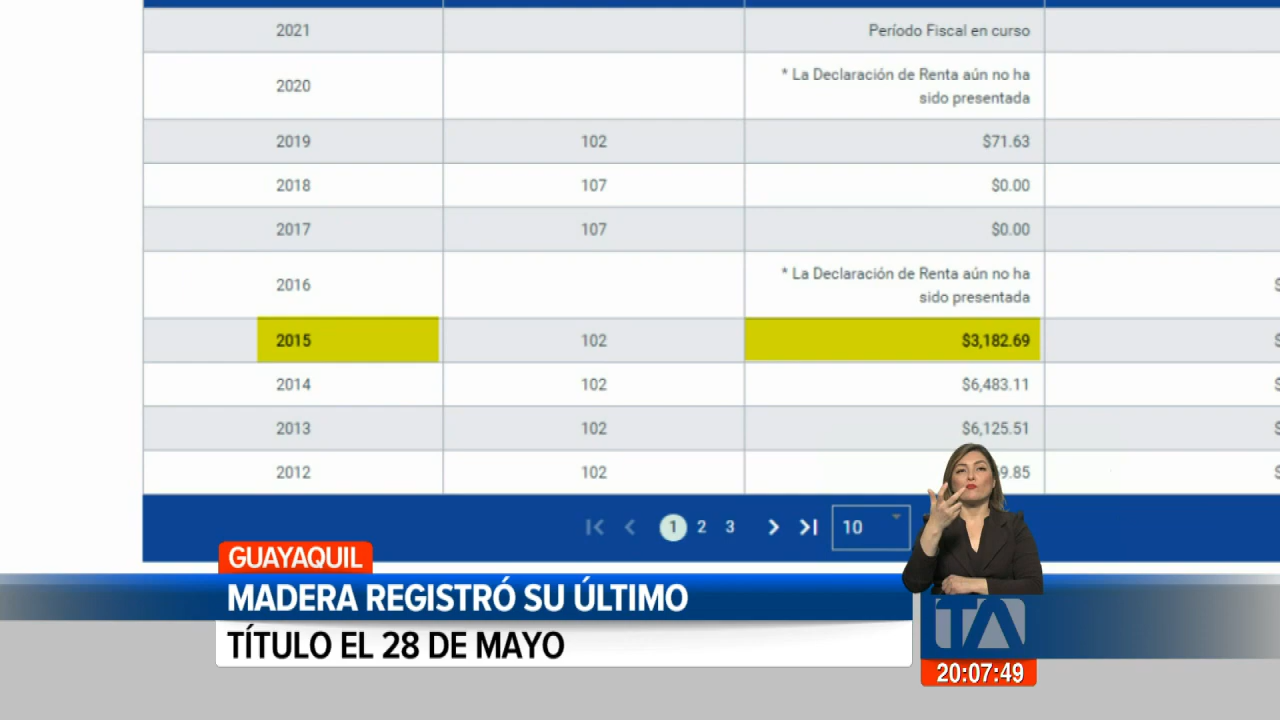 2021 Período Fiscal en curso
2020 * La Declaración de Renta aún no ha
sido presentada
2019 102 $71.63
2018 107 $0.00
2017 107 $0.00
2016 * La Declaración de Renta aún no ha
sido presentada
$
2015 102 $3,182.69 $
2014 102 $6,483.11 $
2013 102 $6,125.51 $
2012 102 9.85
1 2 3 10
GUAYAQUIL
MADERA REGISTRÓ SU ÚLTIMO
TÍTULO EL 28 DE MAYO
TA
20:07:49